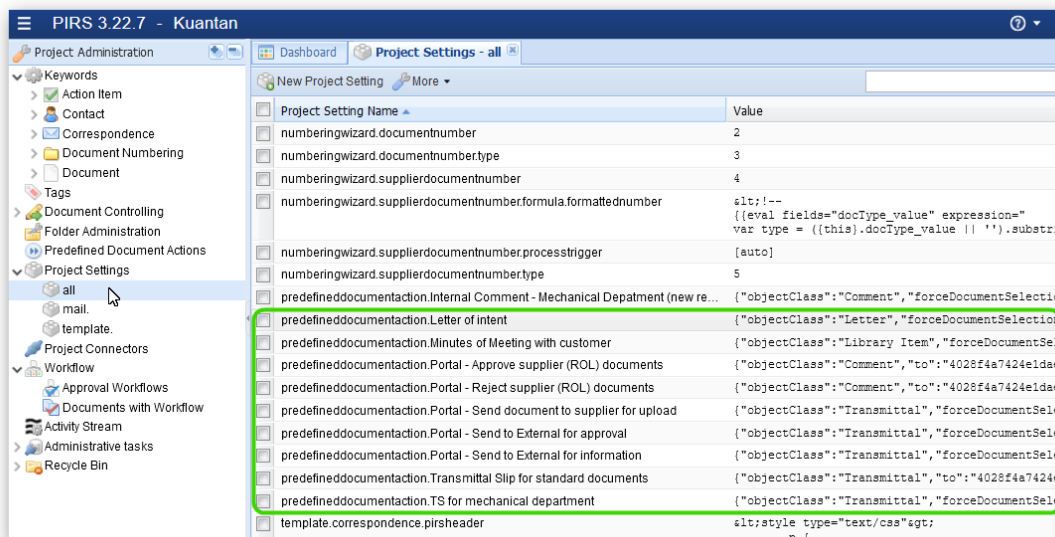 PIRS 3.22.7 - Kuantan
Project Administration
Keywords
Action Item
Contact
Correspondence
Document Numbering
Document
Tags
Document Controlling
Folder Administration
Predefined Document Actions
Project Settings
all
mail.
template.
Project Connectors
Workflow
Approval Workflows
Documents with Workflow
Activity Stream
Administrative tasks
Recycle Bin
Dashboard Project Settings - all
New Project Setting More
Project Setting Name Value
numberingwizard.documentnumber 2
numberingwizard.documentnumber.type 3
numberingwizard.supplierdocumentnumber 4
numberingwizard.supplierdocumentnumber.formula.formattednumber &lt;!--
{{eval fields="docType_value" expression="
var type = ({this}.docType_value || '').substri
numberingwizard.supplierdocumentnumber.processtrigger [auto]
numberingwizard.supplierdocumentnumber.type 5
predefineddocumentaction.Internal Comment - Mechanical Depatment (new re... {"objectClass":"Comment","forceDocumentSelectio
predefineddocumentaction.Letter of intent {"objectClass":"Letter","forceDocumentSelection
predefineddocumentaction.Minutes of Meeting with customer {"objectClass":"Library Item","forceDocumentSel
predefineddocumentaction.Portal - Approve supplier (ROL) documents {"objectClass":"Comment","to":"4028f4a7424e1dae
predefineddocumentaction.Portal - Reject supplier (ROL) documents {"objectClass":"Comment","to":"4028f4a7424e1dae
predefineddocumentaction.Portal - Send document to supplier for upload {"objectClass":"Transmittal","forceDocumentSele
predefineddocumentaction.Portal - Send to External for approval {"objectClass":"Transmittal","forceDocumentSele
predefineddocumentaction.Portal - Send to External for information {"objectClass":"Transmittal","forceDocumentSele
predefineddocumentaction.Transmittal Slip for standard documents {"objectClass":"Transmittal","to":"4028f4a7424e
predefineddocumentaction.TS for mechanical department {"objectClass":"Transmittal","forceDocumentSele
template.correspondence.pirsheader &lt;style type="text/css"&gt;